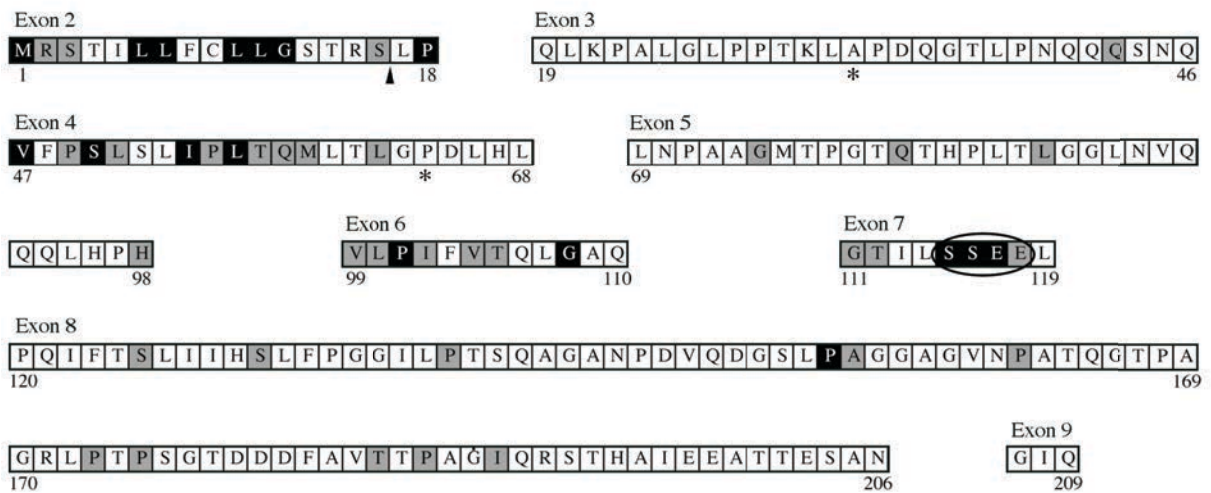 Exon 2 Exon 3
M R S T I L L F C L L G S T R S L P Q L K P A L G L P P T K L A P D Q G T L P N Q Q Q S N Q
1 18 19 * 46
Exon 4 Exon 5
V F P S L S L I P L T Q M L T L G P D L H L L N P A A G M T P G T Q T H P L T L G G L N V Q
47 * 68 69
Exon 6 Exon 7
Q Q L H P H V L P I F V T Q L G A Q G T I L S S E E L
98 99 110 111 119
Exon 8
P Q I F T S L I I H S L F P G G I L P T S Q A G A N P D V Q D G S L P A G G A G V N P A T Q G T P A
120 169
Exon 9
G R L P T P S G T D D D F A V T T P A G I Q R S T H A I E E A T T E S A N G I Q
170 206 209